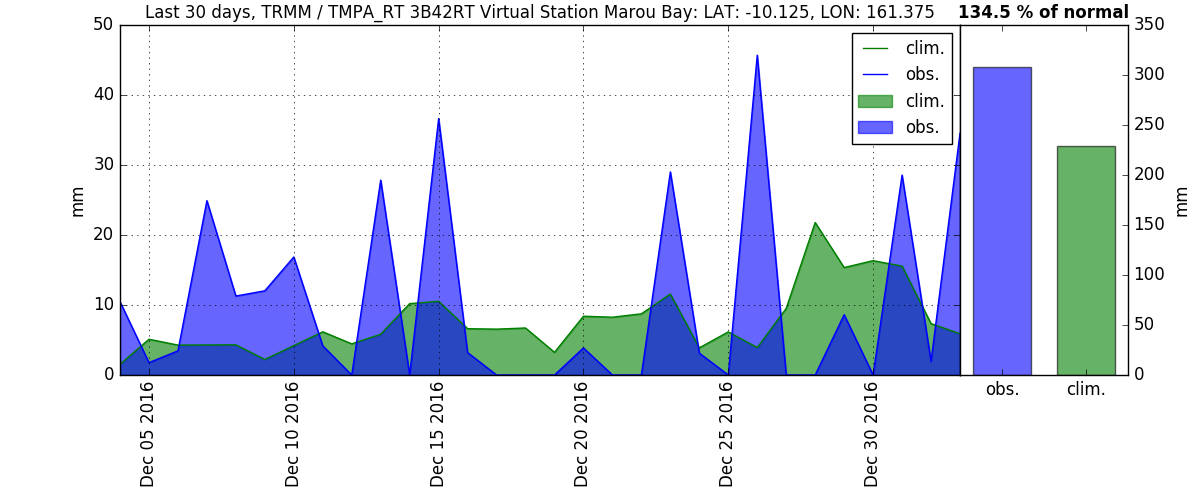 Last 30 days, TRMM / TMPA_RT 3B42RT Virtual Station Marou Bay: LAT: -10.125, LON: 161.375
134.5 % of normal
50
40
30
20
10
0
mm
clim.
obs.
clim.
obs.
Dec 05 2016
Dec 10 2016
Dec 15 2016
Dec 20 2016
Dec 25 2016
Dec 30 2016
350
300
250
200
150
100
50
0
mm
obs.
clim.